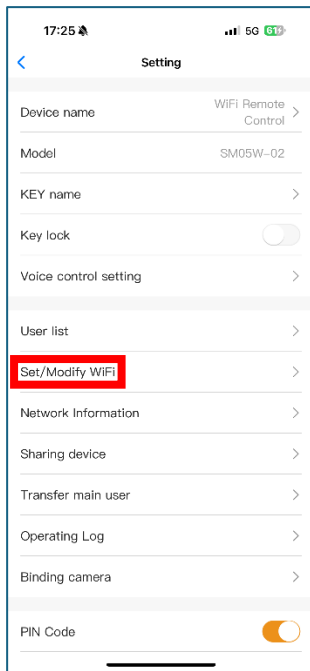 17:25 5G 61
Setting
Device name WiFi Remote
Control
Model SM05W-02
KEY name
Key lock
Voice control setting
User list
Set/Modify WiFi
Network Information
Sharing device
Transfer main user
Operating Log
Binding camera
PIN Code